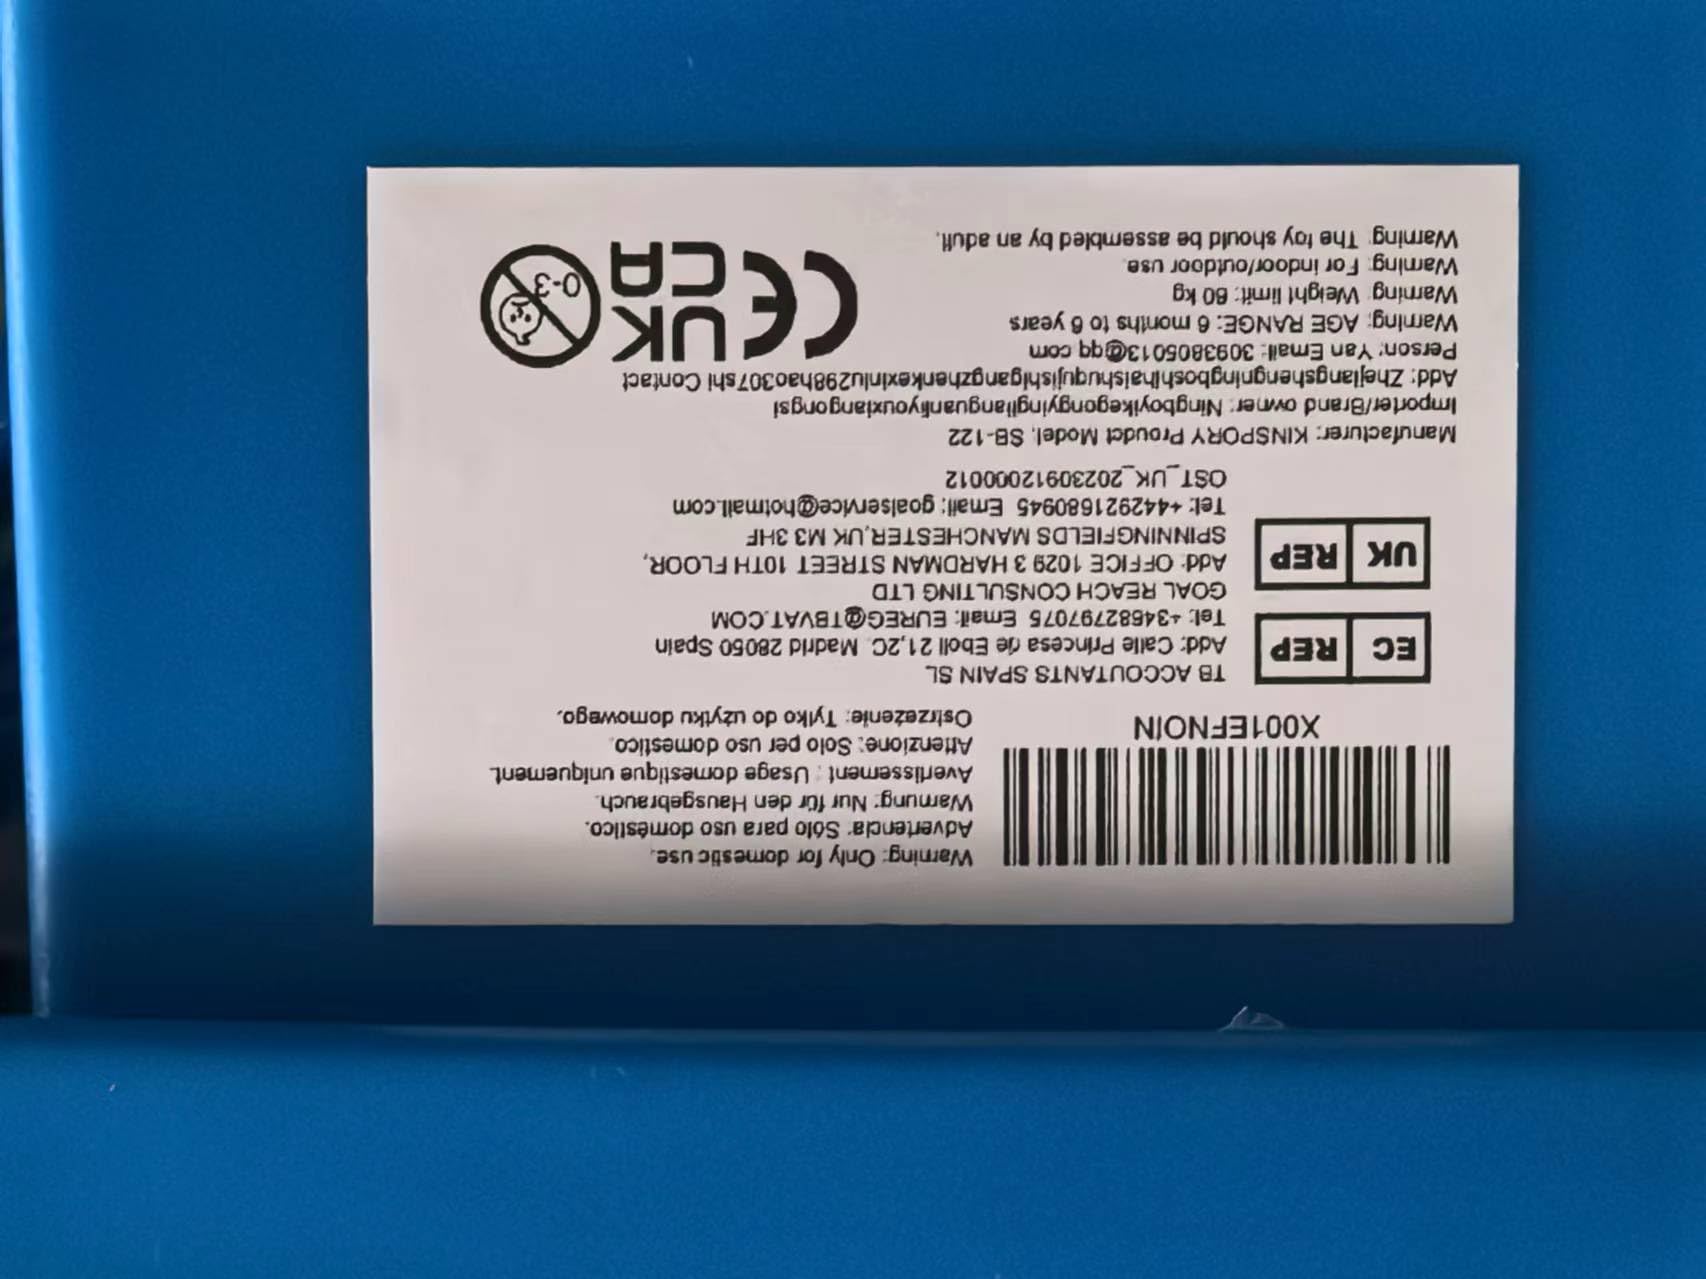 Warning: Only for domestic use.
Advertencia: Sólo para uso doméstico.
Warnung: Nur für den Hausgebrauch.
Avertissement : Usage domestique uniquement.
Attenzione: Solo per uso domestico.
Ostrzeżenie: Tylko do użytku domowego.
X001EFNOIN
EC REP
TB ACCOUTANTS SPAIN SL
Add: Calle Princesa de Eboli 21,2C. Madrid 28050 Spain
Tel: +34682797075 Email: EUREG@TBVAT.COM
UK REP
GOAL REACH CONSULTING LTD
Add: OFFICE 1029 3 HARDMAN STREET 10TH FLOOR,
SPINNINGFIELDS MANCHESTER,UK M3 3HF
Tel: +442921680945 Email: goalservice@hotmail.com
OST_UK_20230912000012
Manufacturer: KINSPORY Proudct Model: SB-122
Importer/Brand owner: Ningboyikegongyingliangguanliyouxiangongsi
Add: Zhejiangshengningboshihaishuqujishigangzhenkexinlu298hao307shi Contact
Person: Yan Email: 3093805013@qq.com
Warning: AGE RANGE: 6 months to 6 years
Warning: Weight limit: 80 kg
Warning: For indoor/outdoor use.
Warning: The toy should be assembled by an adult.
CE
UK
CA
0-3